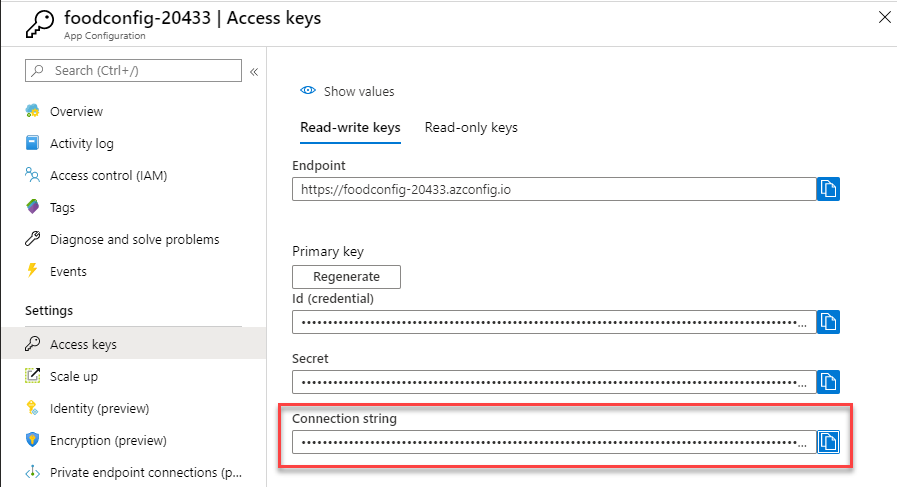 foodconfig-20433 | Access keys
App Configuration
Search (Ctrl+/)
«
Overview
Activity log
Access control (IAM)
Tags
Diagnose and solve problems
Events
Settings
Access keys
Scale up
Identity (preview)
Encryption (preview)
Private endpoint connections (p...
Show values
Read-write keys
Read-only keys
Endpoint
https://foodconfig-20433.azconfig.io
Primary key
Regenerate
Id (credential)
Secret
Connection string